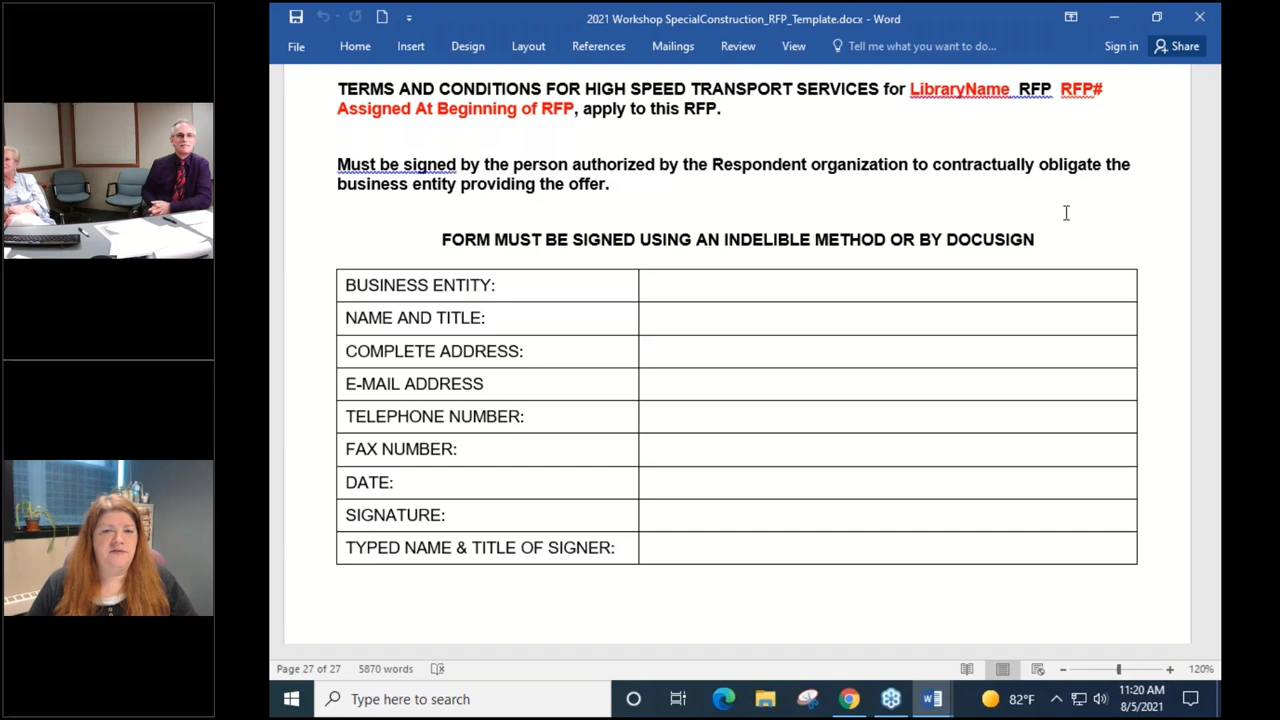 2021 Workshop SpecialConstruction_RFP_Template.docx - Word
File Home Insert Design Layout References Mailings Review View Tell me what you want to do... Sign in Share
TERMS AND CONDITIONS FOR HIGH SPEED TRANSPORT SERVICES for LibraryName RFP RFP#
Assigned At Beginning of RFP, apply to this RFP.
Must be signed by the person authorized by the Respondent organization to contractually obligate the
business entity providing the offer.
FORM MUST BE SIGNED USING AN INDELIBLE METHOD OR BY DOCUSIGN
BUSINESS ENTITY:
NAME AND TITLE:
COMPLETE ADDRESS:
E-MAIL ADDRESS
TELEPHONE NUMBER:
FAX NUMBER:
DATE:
SIGNATURE:
TYPED NAME & TITLE OF SIGNER:
Page 27 of 27 5870 words 120%
Type here to search 82°F 11:20 AM
8/5/2021